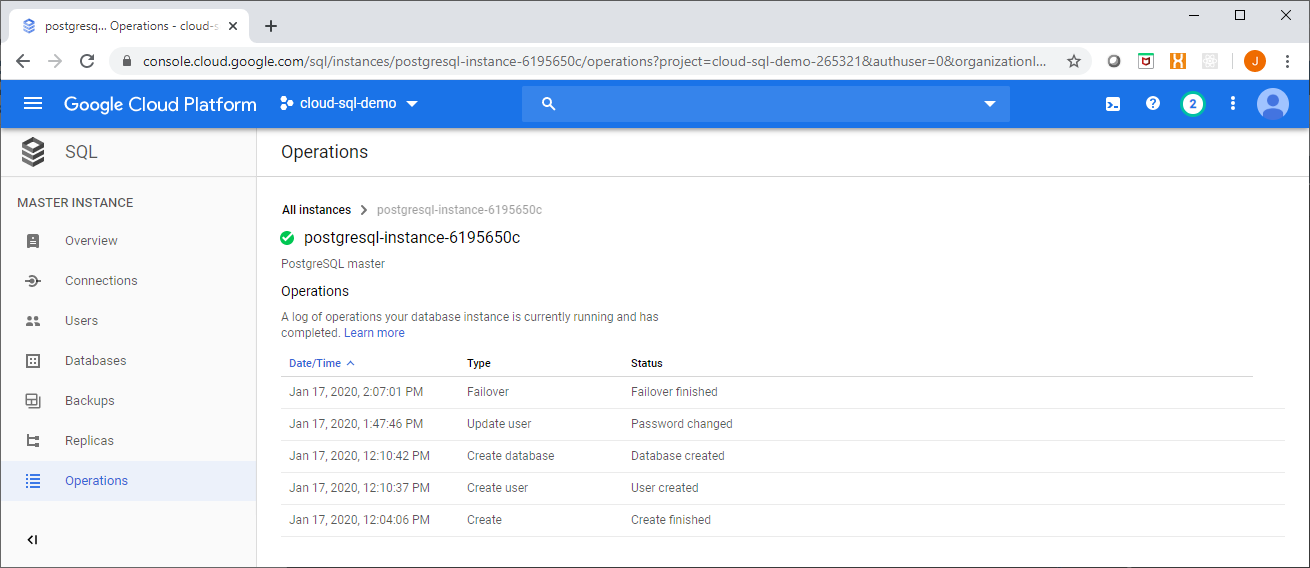 postgresq... Operations - cloud-s
console.cloud.google.com/sql/instances/postgresql-instance-6195650c/operations?project=cloud-sql-demo-265321&authuser=0&organizationI...
J
Google Cloud Platform
cloud-sql-demo
2
SQL
Operations
MASTER INSTANCE
Overview
Connections
Users
Databases
Backups
Replicas
Operations
All instances
postgresql-instance-6195650c
postgresql-instance-6195650c
PostgreSQL master
Operations
A log of operations your database instance is currently running and has
completed. Learn more
Date/Time Type Status
Jan 17, 2020, 2:07:01 PM Failover Failover finished
Jan 17, 2020, 1:47:46 PM Update user Password changed
Jan 17, 2020, 12:10:42 PM Create database Database created
Jan 17, 2020, 12:10:37 PM Create user User created
Jan 17, 2020, 12:04:06 PM Create Create finished